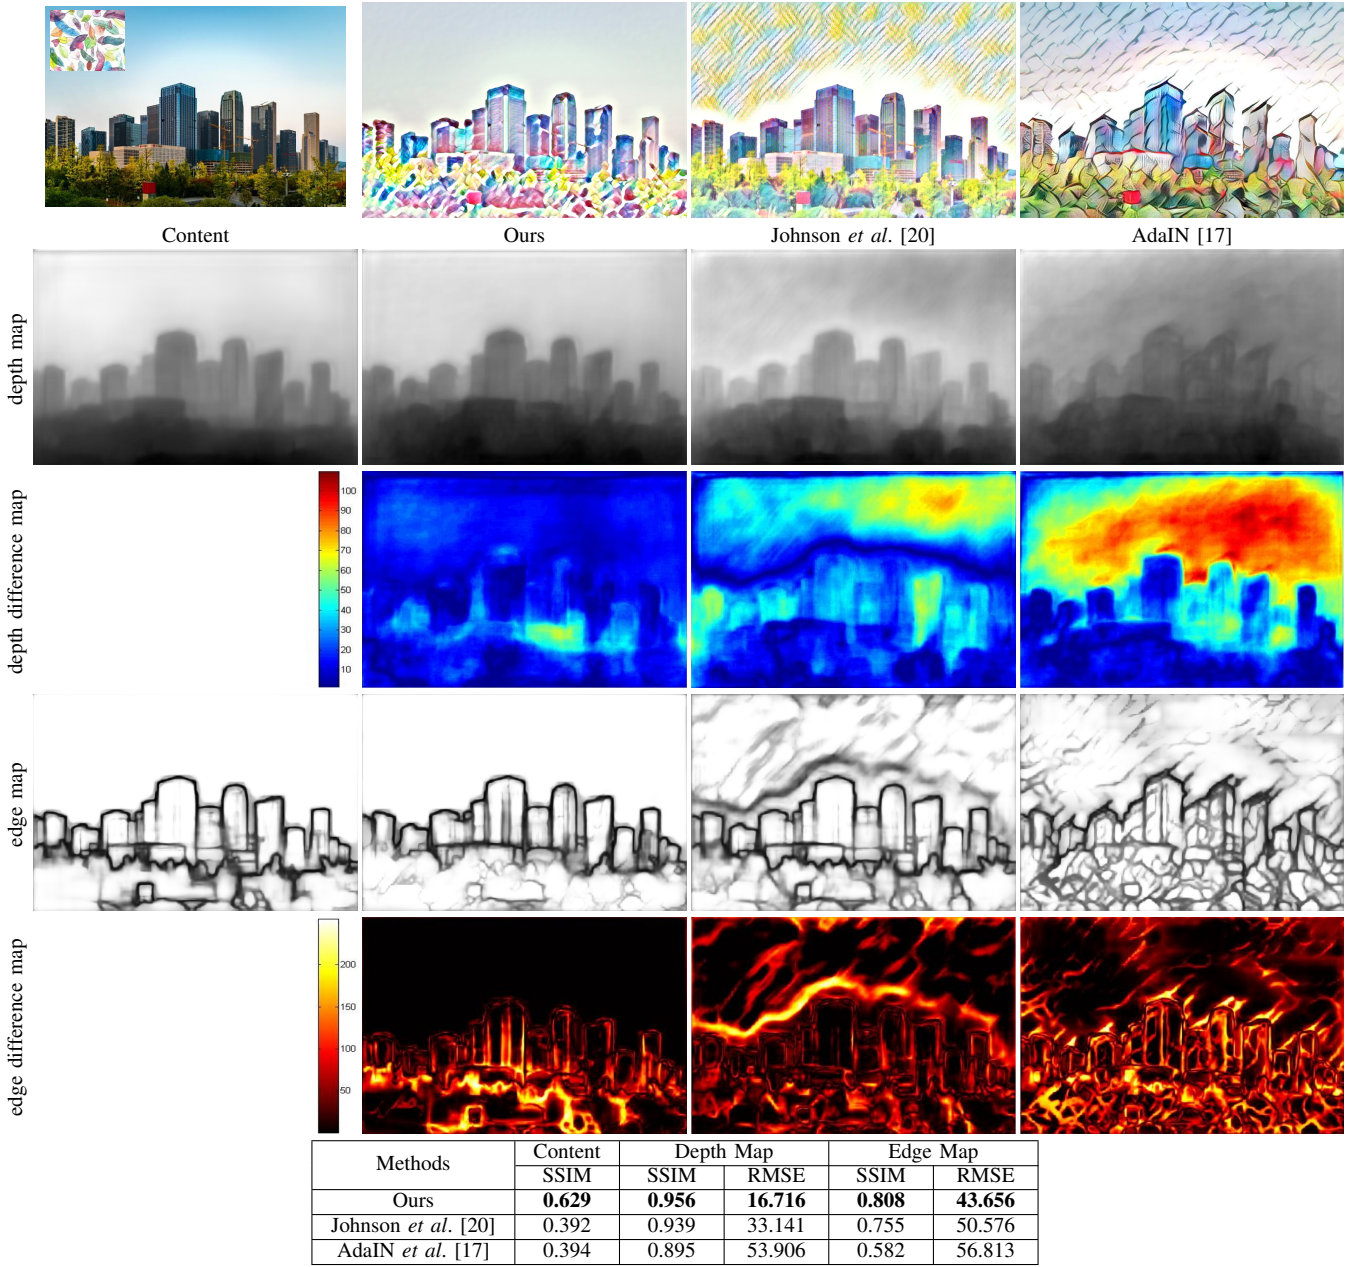 Content Ours Johnson et al. [20] AdaIN [17]
depth map
depth difference map
100
90
80
70
60
50
40
30
20
10
edge map
edge difference map
200
150
100
50
Methods Content Depth Map Edge Map
SSIM SSIM RMSE SSIM RMSE
Ours 0.629 0.956 16.716 0.808 43.656
Johnson et al. [20] 0.392 0.939 33.141 0.755 50.576
AdaIN et al. [17] 0.394 0.895 53.906 0.582 56.813